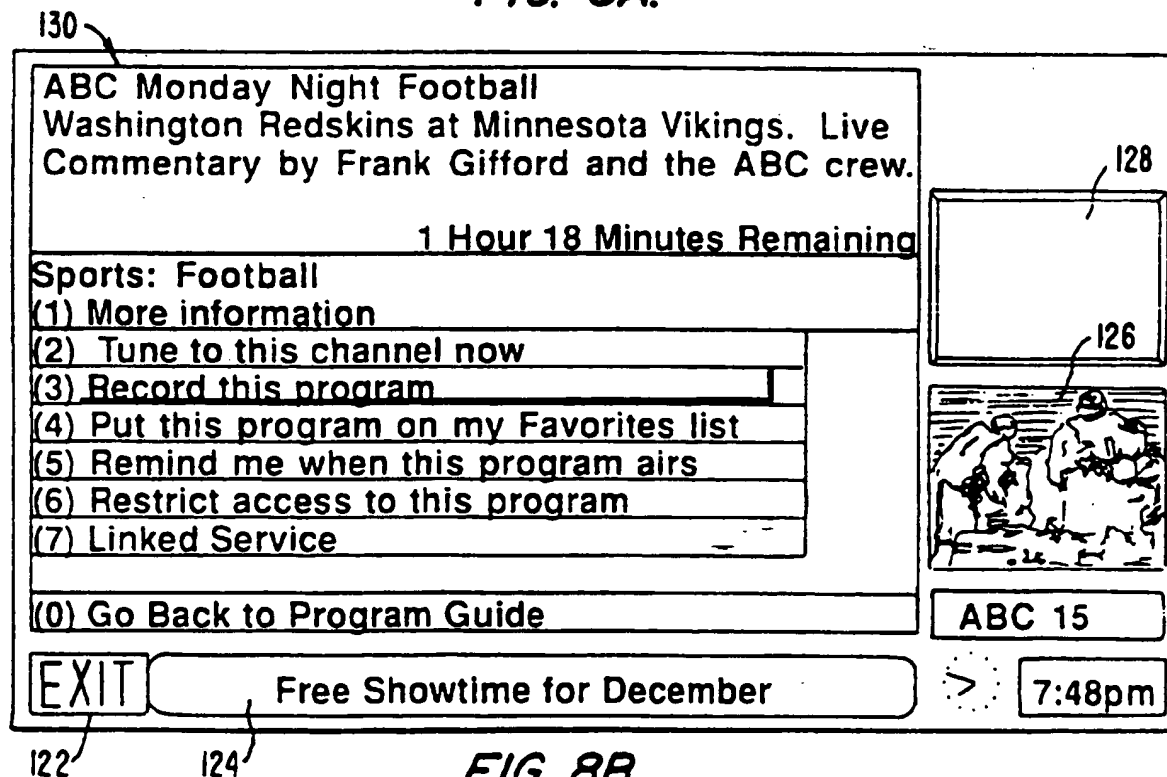 FIG. 8A.
130
ABC Monday Night Football
Washington Redskins at Minnesota Vikings. Live
Commentary by Frank Gifford and the ABC crew.
1 Hour 18 Minutes Remaining
Sports: Football
(1) More information
(2) Tune to this channel now
(3) Record this program
(4) Put this program on my Favorites list
(5) Remind me when this program airs
(6) Restrict access to this program
(7) Linked Service
(0) Go Back to Program Guide
128
126
ABC 15
EXIT
Free Showtime for December
7:48pm
122
124
FIG. 8B